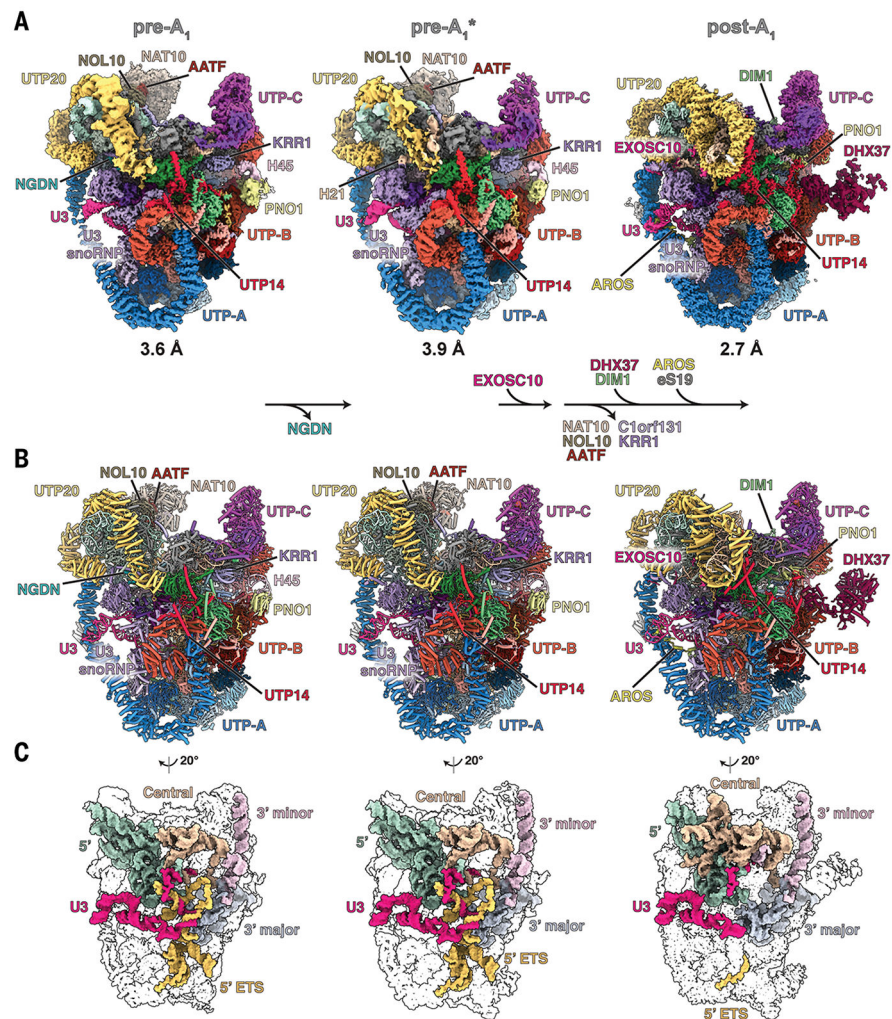 A
pre-A1
pre-A1*
post-A1
NOL10
NAT10
AATF
UTP20
UTP-C
KRR1
NGDN
H45
PNO1
U3
U3
snoRNP
UTP-B
UTP14
UTP-A
3.6 Å
NOL10
NAT10
AATF
UTP-C
KRR1
H45
H21
PNO1
U3
U3
snoRNP
UTP-B
UTP14
UTP-A
3.9 Å
UTP20
DIM1
UTP-C
PNO1
EXOSC10
DHX37
U3
U3
snoRNP
UTP-B
UTP14
AROS
UTP-A
2.7 Å
NGDN
EXOSC10
DHX37
DIM1
AROS
eS19
NAT10
NOL10
AATF
C1orf131
KRR1
B
NOL10
AATF
NAT10
UTP20
UTP-C
KRR1
NGDN
H45
PNO1
U3
U3
snoRNP
UTP-B
UTP14
UTP-A
NOL10
AATF
NAT10
UTP-C
KRR1
H45
PNO1
U3
U3
snoRNP
UTP-B
UTP14
UTP-A
UTP20
DIM1
UTP-C
PNO1
EXOSC10
DHX37
U3
UTP-B
UTP14
AROS
UTP-A
C
20°
20°
20°
Central
3' minor
5'
U3
3' major
5' ETS
Central
3' minor
5'
U3
3' major
5' ETS
Central
3' minor
5'
U3
3' major
5' ETS